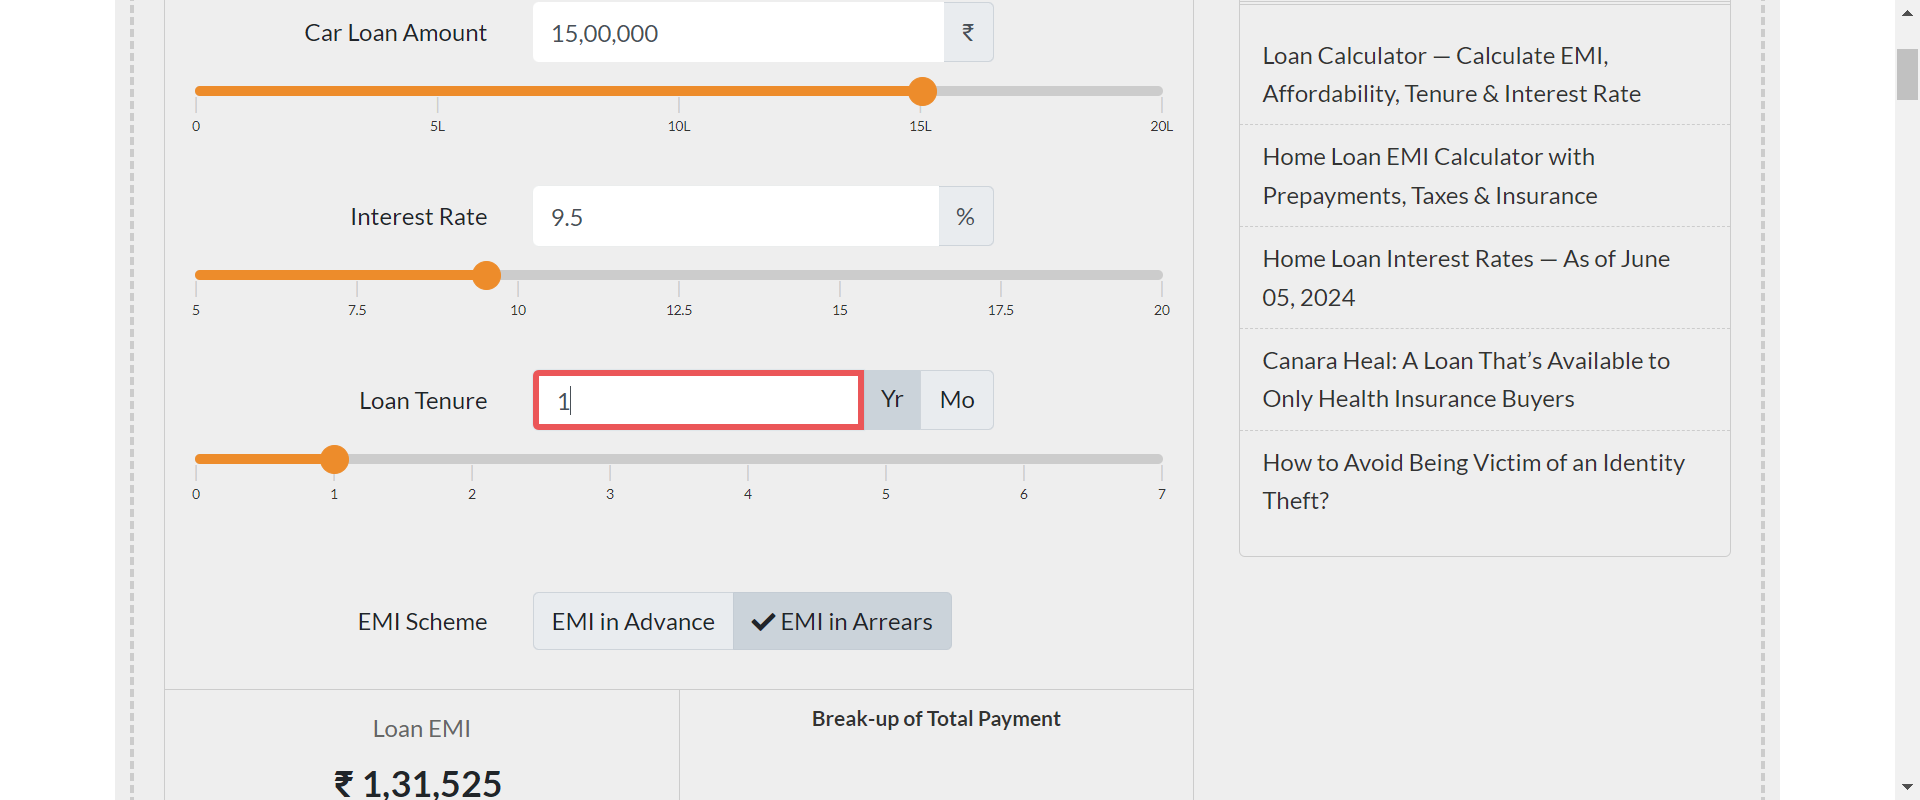 Car Loan Amount 15,00,000 ₹
0 5L 10L 15L 20L
Interest Rate 9.5 %
5 7.5 10 12.5 15 17.5 20
Loan Tenure 1 Yr Mo
0 1 2 3 4 5 6 7
EMI Scheme EMI in Advance EMI in Arrears
Loan EMI
₹ 1,31,525
Break-up of Total Payment
Loan Calculator — Calculate EMI,
Affordability, Tenure & Interest Rate
Home Loan EMI Calculator with
Prepayments, Taxes & Insurance
Home Loan Interest Rates — As of June
05, 2024
Canara Heal: A Loan That’s Available to
Only Health Insurance Buyers
How to Avoid Being Victim of an Identity
Theft?